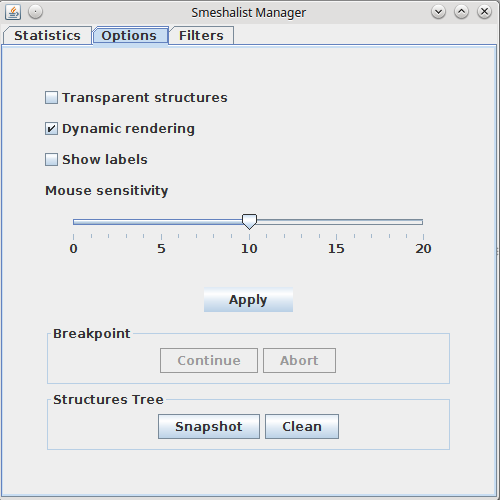 Smeshalist Manager
Statistics Options Filters
Transparent structures
Dynamic rendering
Show labels
Mouse sensitivity
0 5 10 15 20
Apply
Breakpoint
Continue Abort
Structures Tree
Snapshot Clean